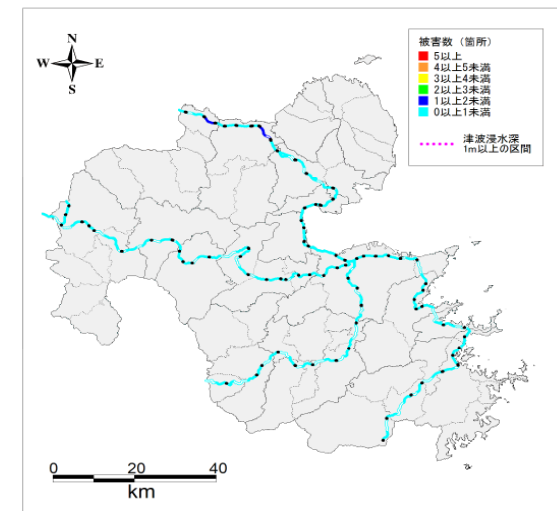 N
W E
S
被害数（箇所）
5以上
4以上5未満
3以上4未満
2以上3未満
1以上2未満
0以上1未満
津波浸水深
1m以上の区間
0 20 40
km